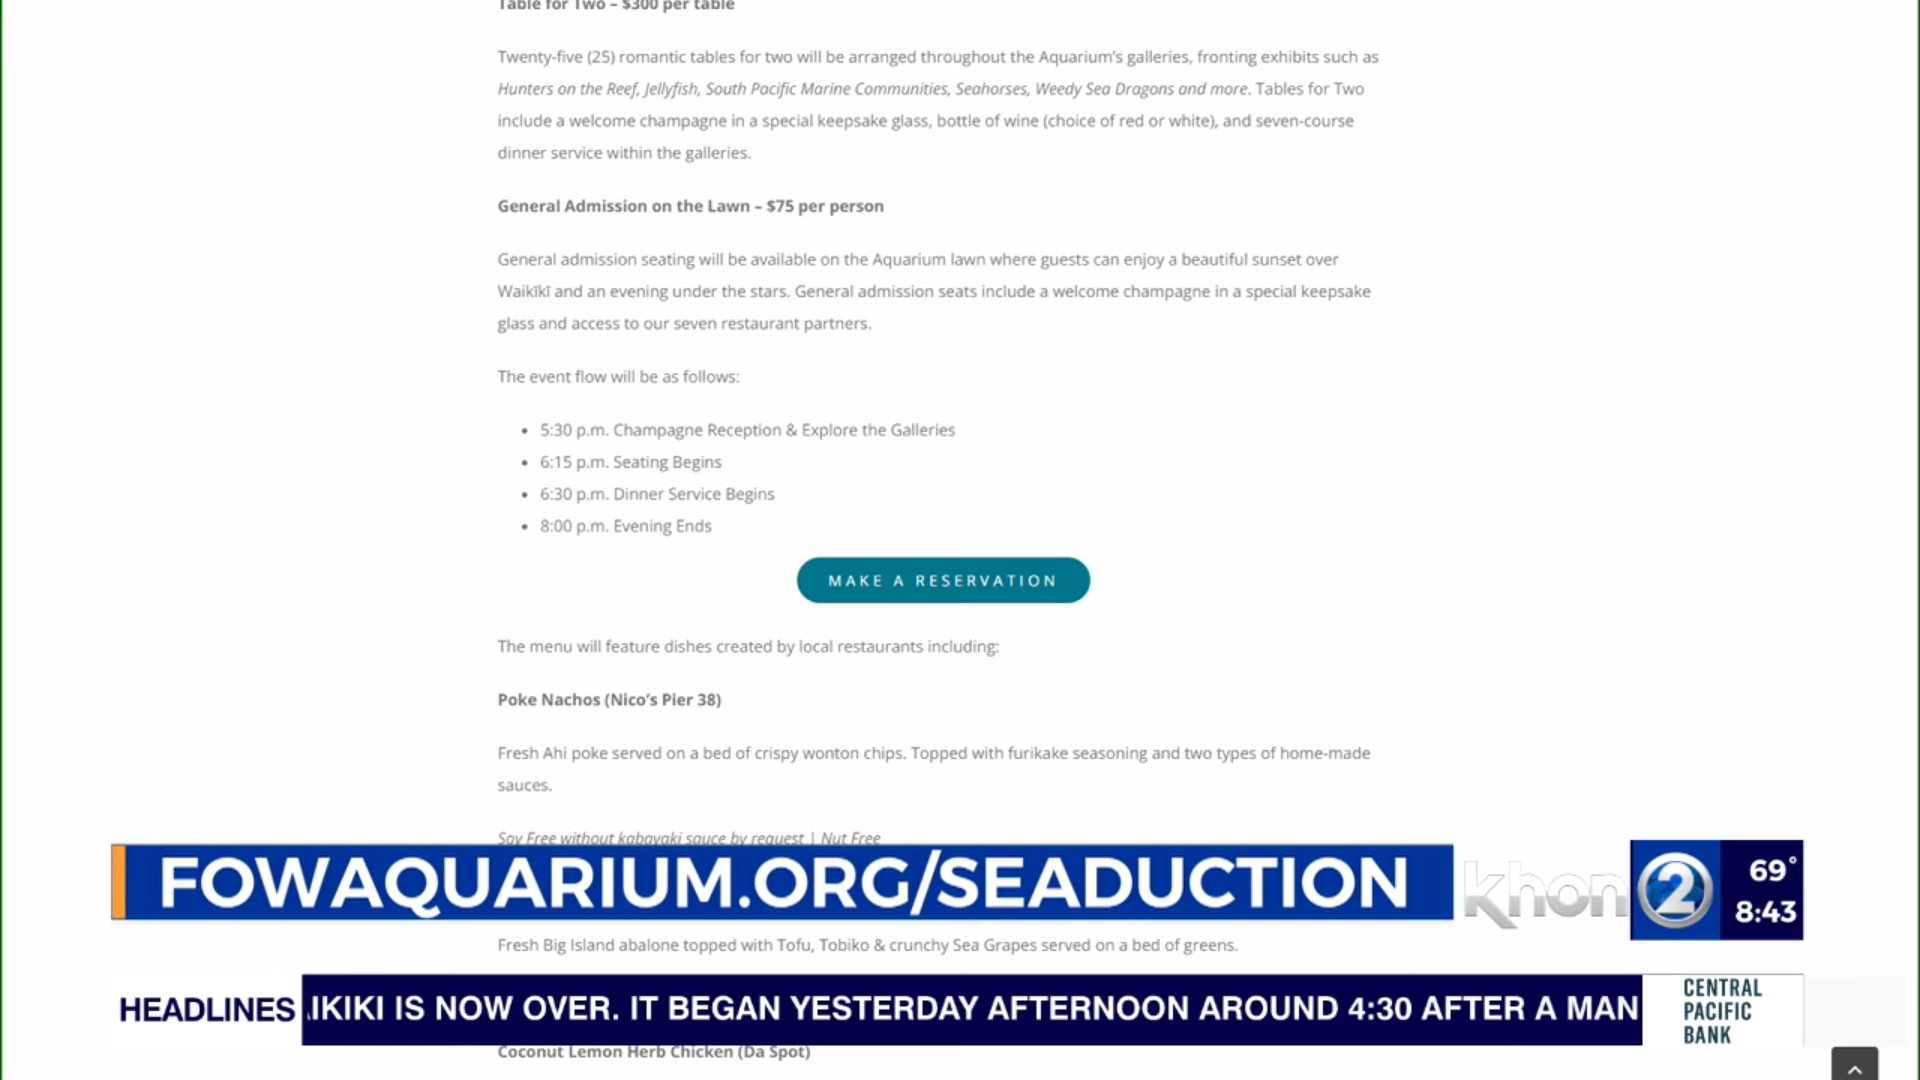 Table for Two – $300 per table
Twenty-five (25) romantic tables for two will be arranged throughout the Aquarium's galleries, fronting exhibits such as
Hunters on the Reef, Jellyfish, South Pacific Marine Communities, Seahorses, Weedy Sea Dragons and more. Tables for Two
include a welcome champagne in a special keepsake glass, bottle of wine (choice of red or white), and seven-course
dinner service within the galleries.
General Admission on the Lawn – $75 per person
General admission seating will be available on the Aquarium lawn where guests can enjoy a beautiful sunset over
Waikīkī and an evening under the stars. General admission seats include a welcome champagne in a special keepsake
glass and access to our seven restaurant partners.
The event flow will be as follows:
• 5:30 p.m. Champagne Reception & Explore the Galleries
• 6:15 p.m. Seating Begins
• 6:30 p.m. Dinner Service Begins
• 8:00 p.m. Evening Ends
MAKE A RESERVATION
The menu will feature dishes created by local restaurants including:
Poke Nachos (Nico's Pier 38)
Fresh Ahi poke served on a bed of crispy wonton chips. Topped with furikake seasoning and two types of home-made
sauces.
Soy Free without kabayaki sauce by request | Nut Free
FOWAQUARIUM.ORG/SEADUCTION
khon 2
69°
8:43
Fresh Big Island abalone topped with Tofu, Tobiko & crunchy Sea Grapes served on a bed of greens.
HEADLINES IKIKI IS NOW OVER. IT BEGAN YESTERDAY AFTERNOON AROUND 4:30 AFTER A MAN
CENTRAL
PACIFIC
BANK
Coconut Lemon Herb Chicken (Da Spot)